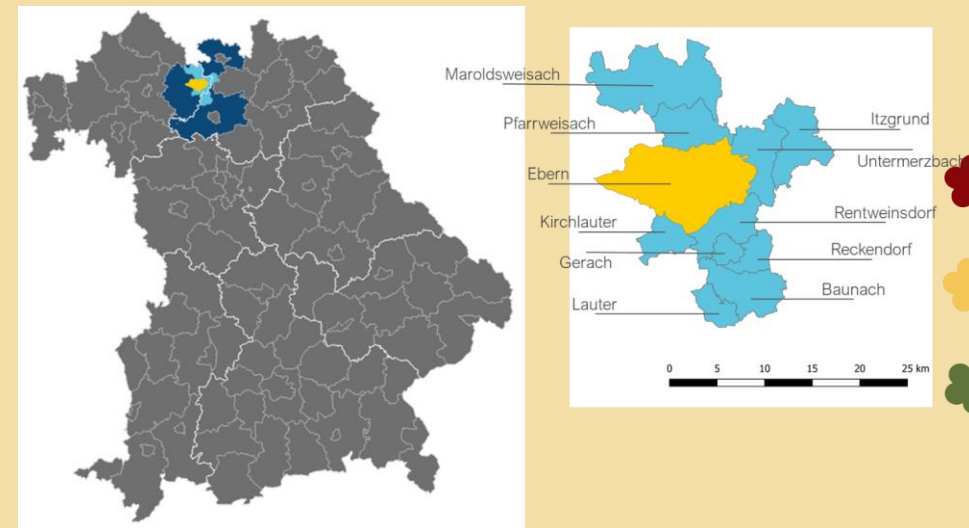 Maroldsweisach
Pfarrweisach
Itzgrund
Untermerzbach
Ebern
Rentweinsdorf
Kirchlauter
Reckendorf
Gerach
Baunach
Lauter
0 5 10 15 20 25 km